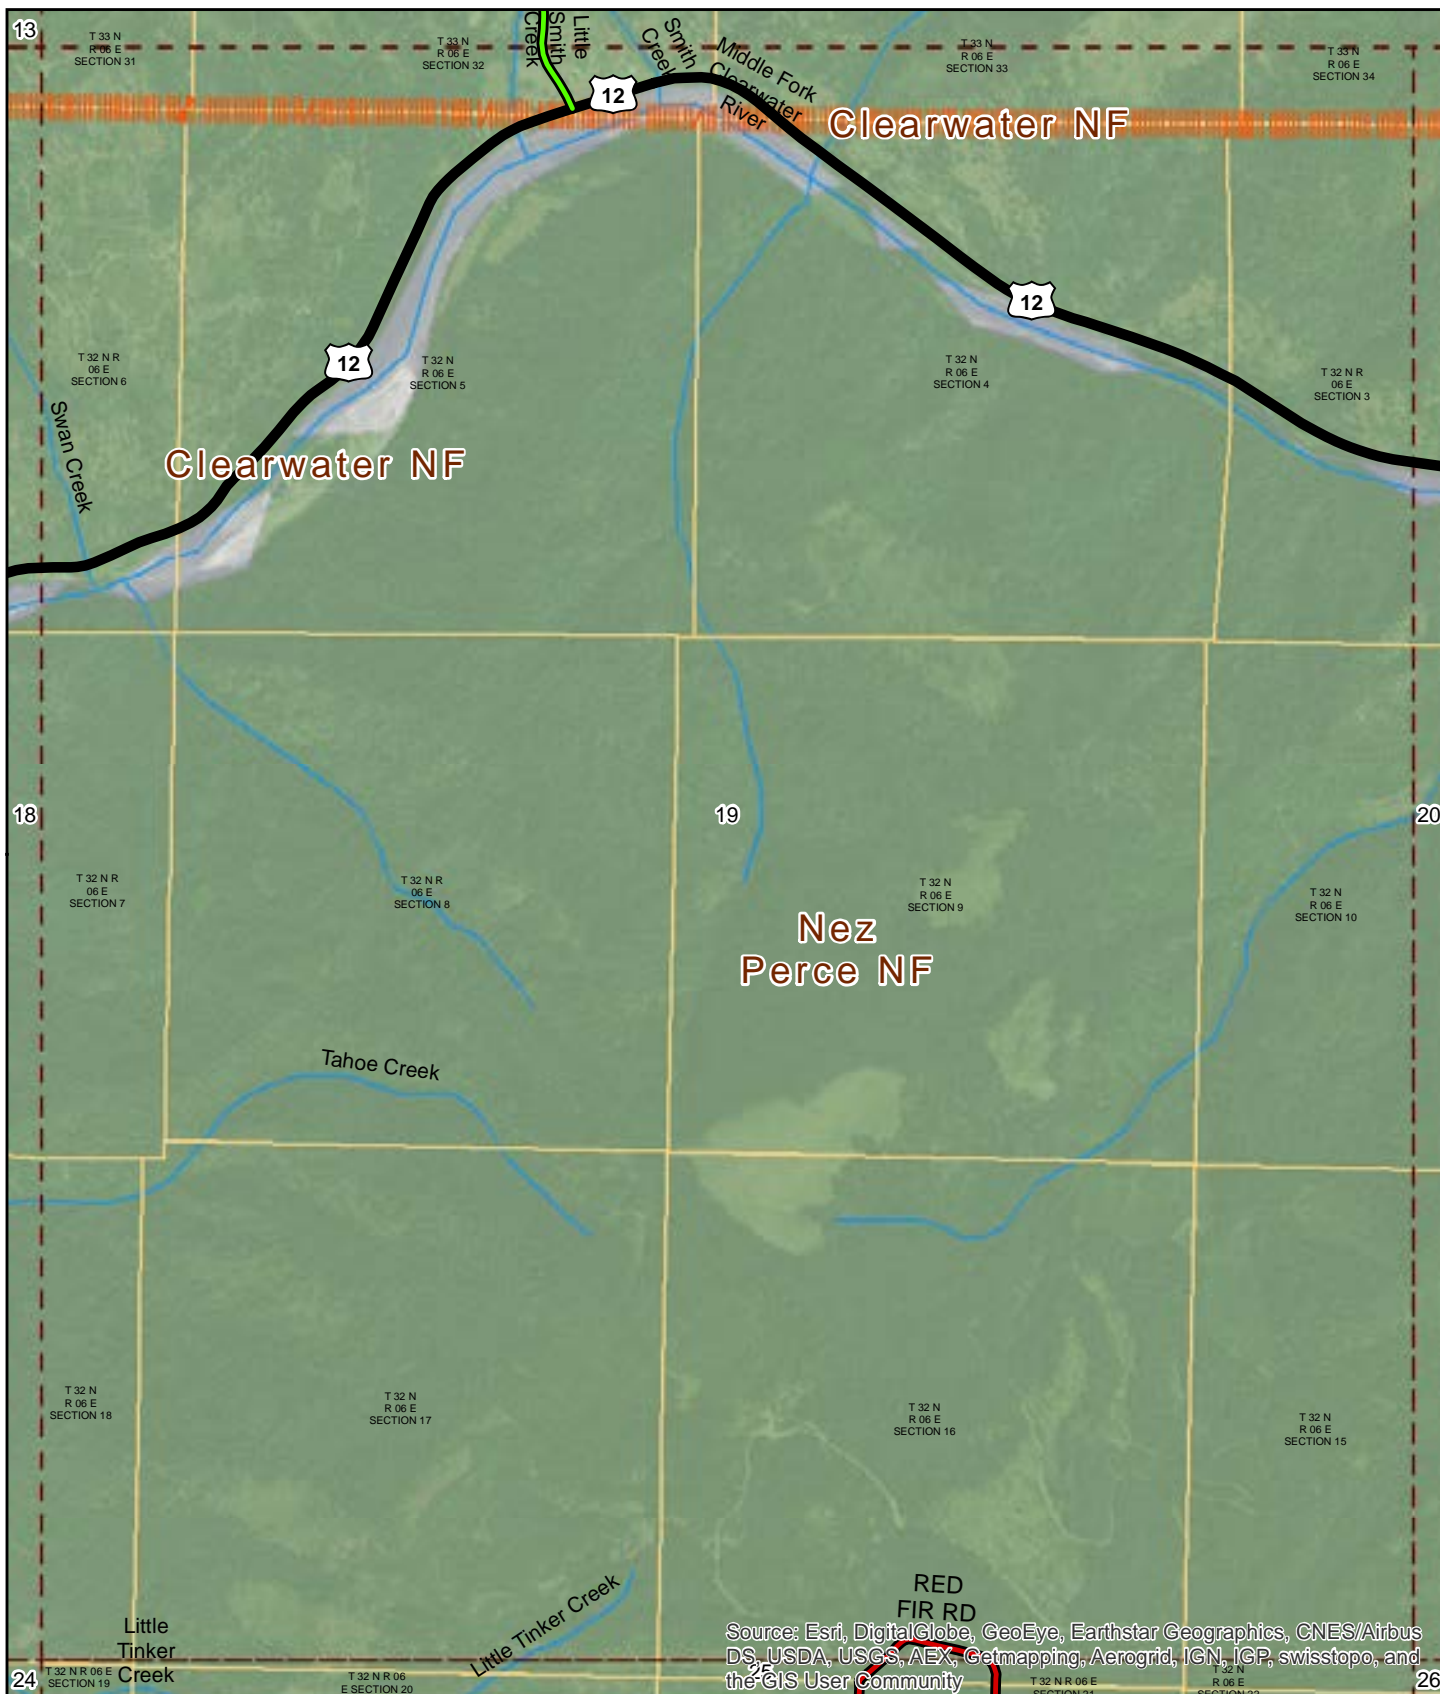 13
T 33 N
R 06 E
SECTION 31
T 33 N
R 06 E
SECTION 32
Little
Smith
Creek
Smith
Creek
Middle Fork
Clearwater
River
T 33 N
R 06 E
SECTION 33
T 33 N
R 06 E
SECTION 34
12
Clearwater NF
12
12
T 32 N R
06 E
SECTION 6
T 32 N
R 06 E
SECTION 5
T 32 N
R 06 E
SECTION 4
T 32 N R
06 E
SECTION 3
Swan Creek
Clearwater NF
18
19
20
T 32 N R
06 E
SECTION 7
T 32 N R
06 E
SECTION 8
T 32 N
R 06 E
SECTION 9
T 32 N
R 06 E
SECTION 10
Nez
Perce NF
Tahoe Creek
T 32 N
R 06 E
SECTION 18
T 32 N
R 06 E
SECTION 17
T 32 N
R 06 E
SECTION 16
T 32 N
R 06 E
SECTION 15
RED
FIR RD
Little
Tinker
Creek
Little Tinker Creek
Source: Esri, DigitalGlobe, GeoEye, Earthstar Geographics, CNES/Airbus
DS, USDA, USGS, AEX, Getmapping, Aerogrid, IGN, IGP, swisstopo, and
the GIS User Community
24
T 32 N R 06 E
SECTION 19
T 32 N R 06
E SECTION 20
25
T 32 N R 06 E
T 32 N
R 06 E
26